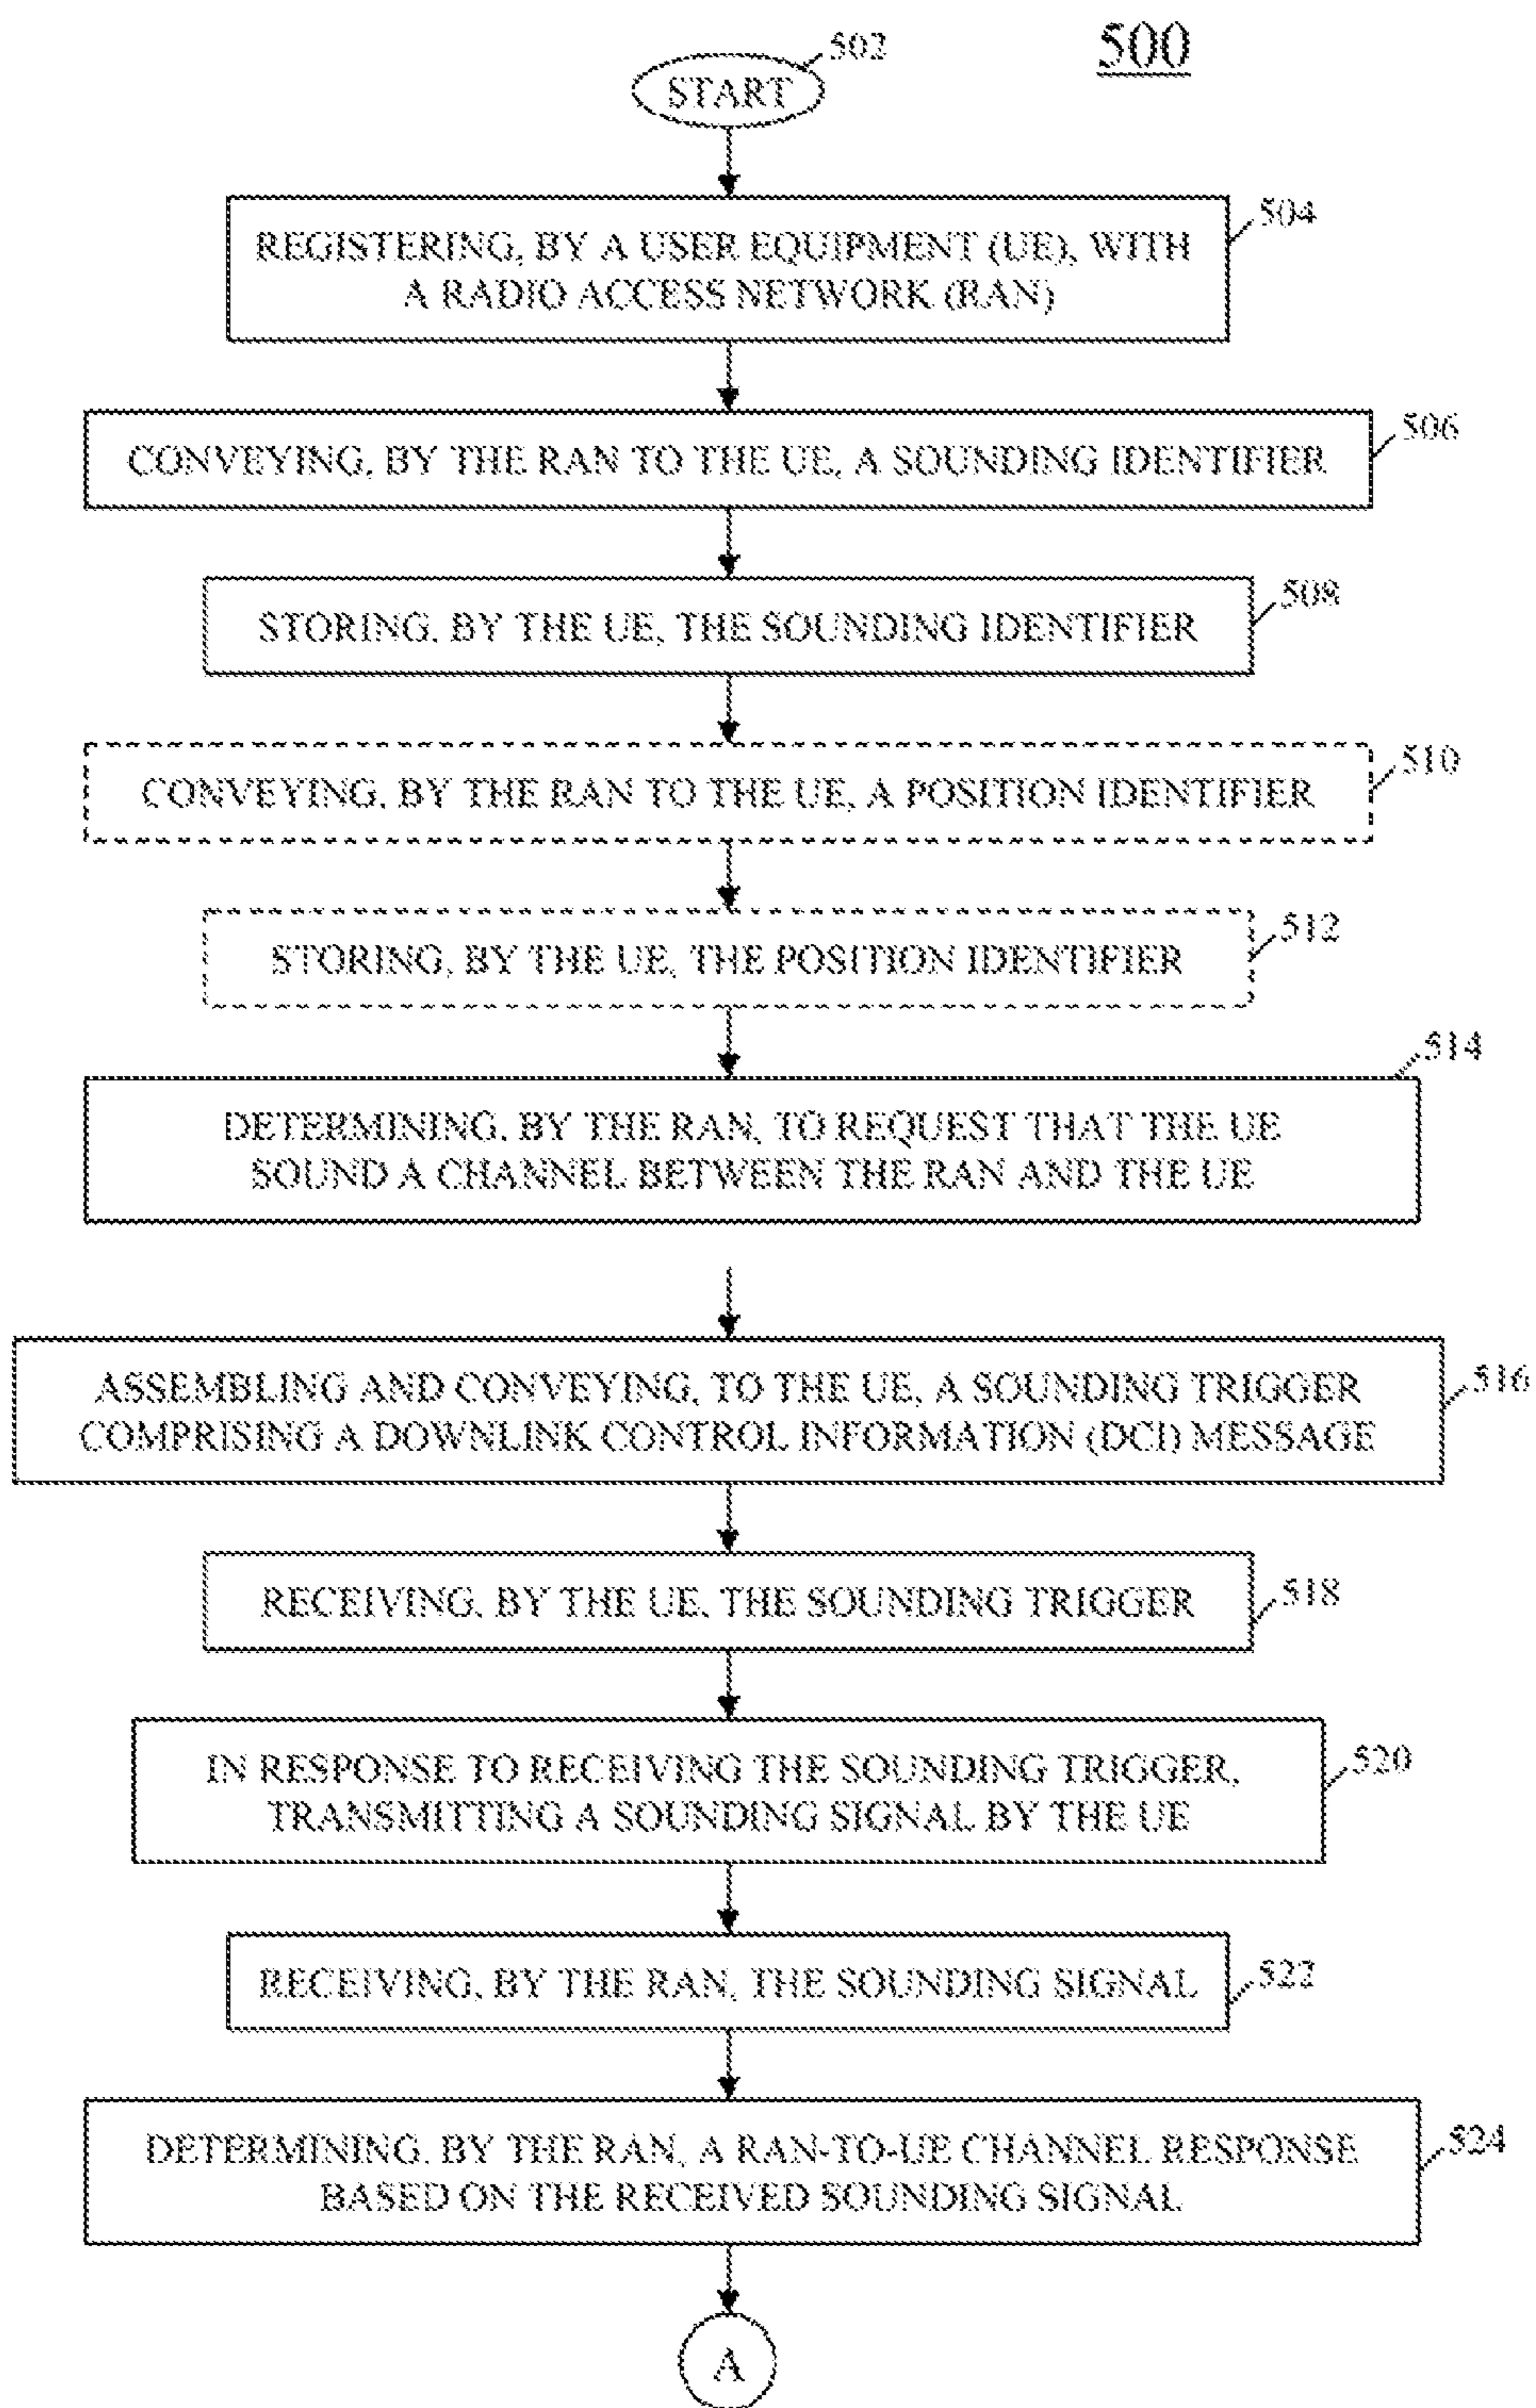 500
502
START
504
REGISTERING, BY A USER EQUIPMENT (UE), WITH
A RADIO ACCESS NETWORK (RAN)
506
CONVEYING, BY THE RAN TO THE UE, A SOUNDING IDENTIFIER
508
STORING, BY THE UE, THE SOUNDING IDENTIFIER
510
CONVEYING, BY THE RAN TO THE UE, A POSITION IDENTIFIER
512
STORING, BY THE UE, THE POSITION IDENTIFIER
514
DETERMINING, BY THE RAN, TO REQUEST THAT THE UE
SOUND A CHANNEL BETWEEN THE RAN AND THE UE
516
ASSEMBLING AND CONVEYING, TO THE UE, A SOUNDING TRIGGER
COMPRISING A DOWNLINK CONTROL INFORMATION (DCI) MESSAGE
518
RECEIVING, BY THE UE, THE SOUNDING TRIGGER
520
IN RESPONSE TO RECEIVING THE SOUNDING TRIGGER,
TRANSMITTING A SOUNDING SIGNAL BY THE UE
522
RECEIVING, BY THE RAN, THE SOUNDING SIGNAL
524
DETERMINING, BY THE RAN, A RAN-TO-UE CHANNEL RESPONSE
BASED ON THE RECEIVED SOUNDING SIGNAL
A